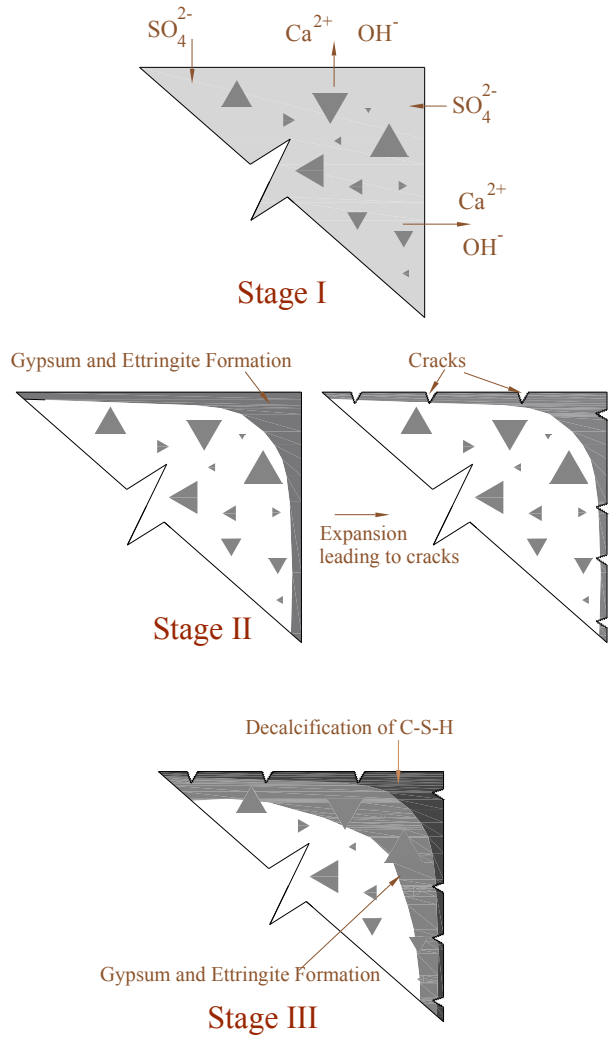 SO₄²⁻
Ca²⁺ OH⁻
SO₄²⁻
Ca²⁺
OH⁻
Stage I
Gypsum and Ettringite Formation
Cracks
Expansion
leading to cracks
Stage II
Decalcification of C-S-H
Gypsum and Ettringite Formation
Stage III